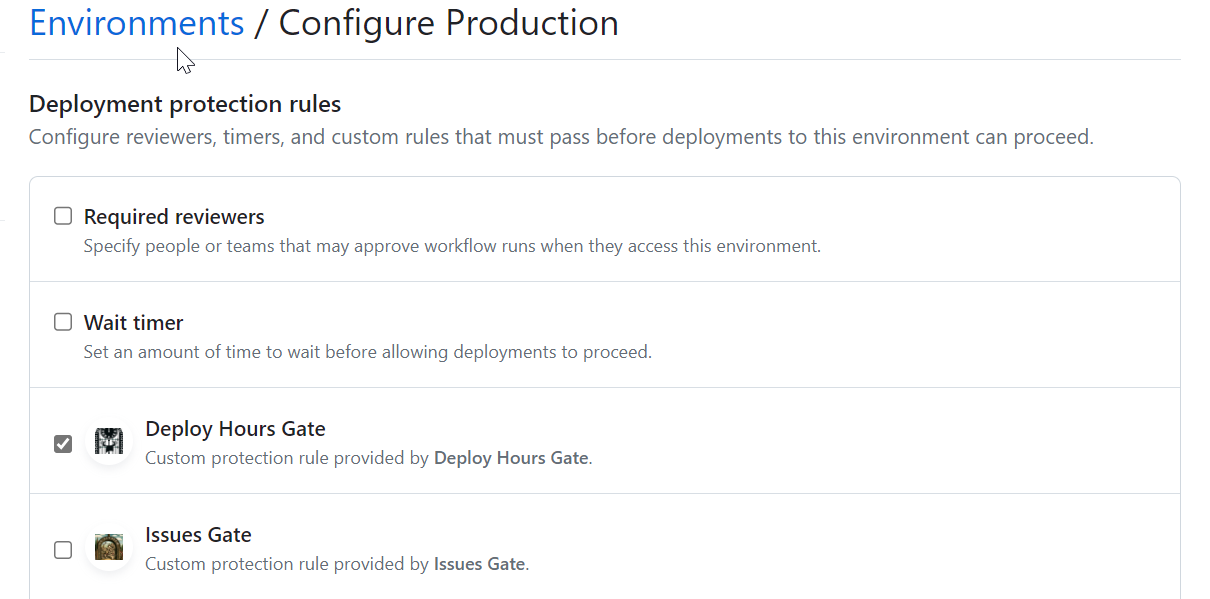 Environments / Configure Production
Deployment protection rules
Configure reviewers, timers, and custom rules that must pass before deployments to this environment can proceed.
Required reviewers
Specify people or teams that may approve workflow runs when they access this environment.
Wait timer
Set an amount of time to wait before allowing deployments to proceed.
Deploy Hours Gate
Custom protection rule provided by Deploy Hours Gate.
Issues Gate
Custom protection rule provided by Issues Gate.